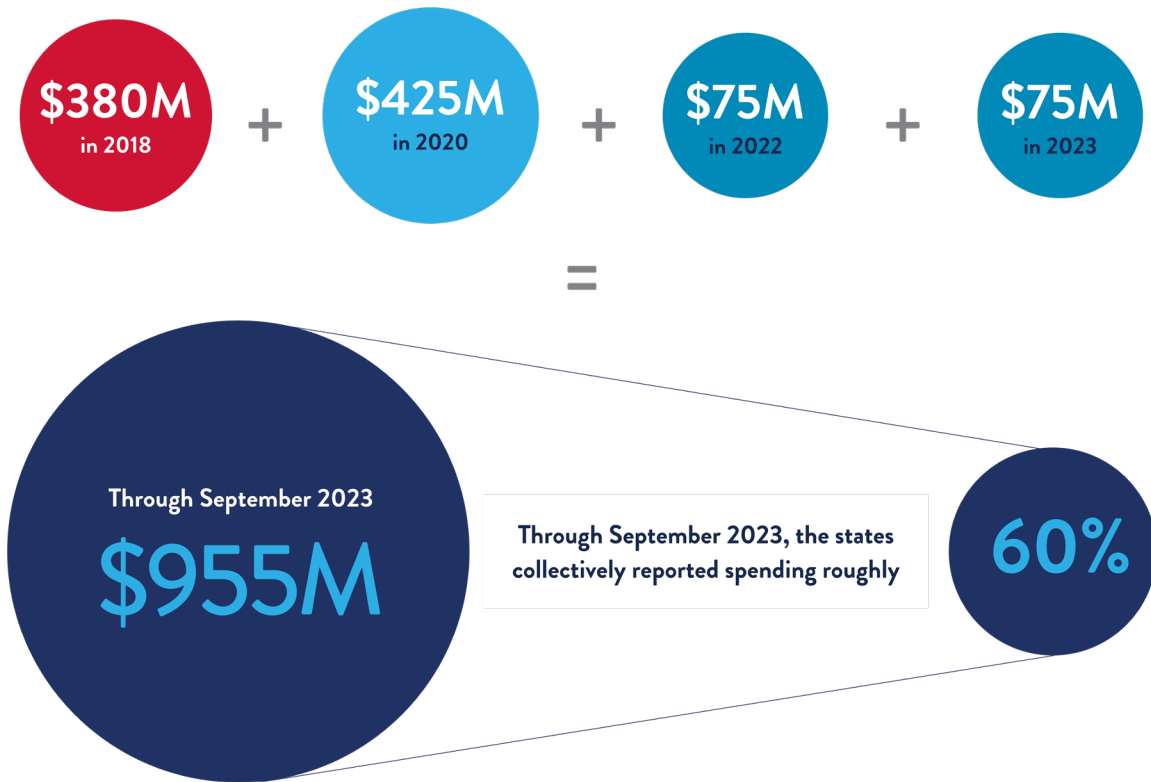 $380M
in 2018
+
$425M
in 2020
+
$75M
in 2022
+
$75M
in 2023
=
Through September 2023
$955M
Through September 2023, the states
collectively reported spending roughly
60%